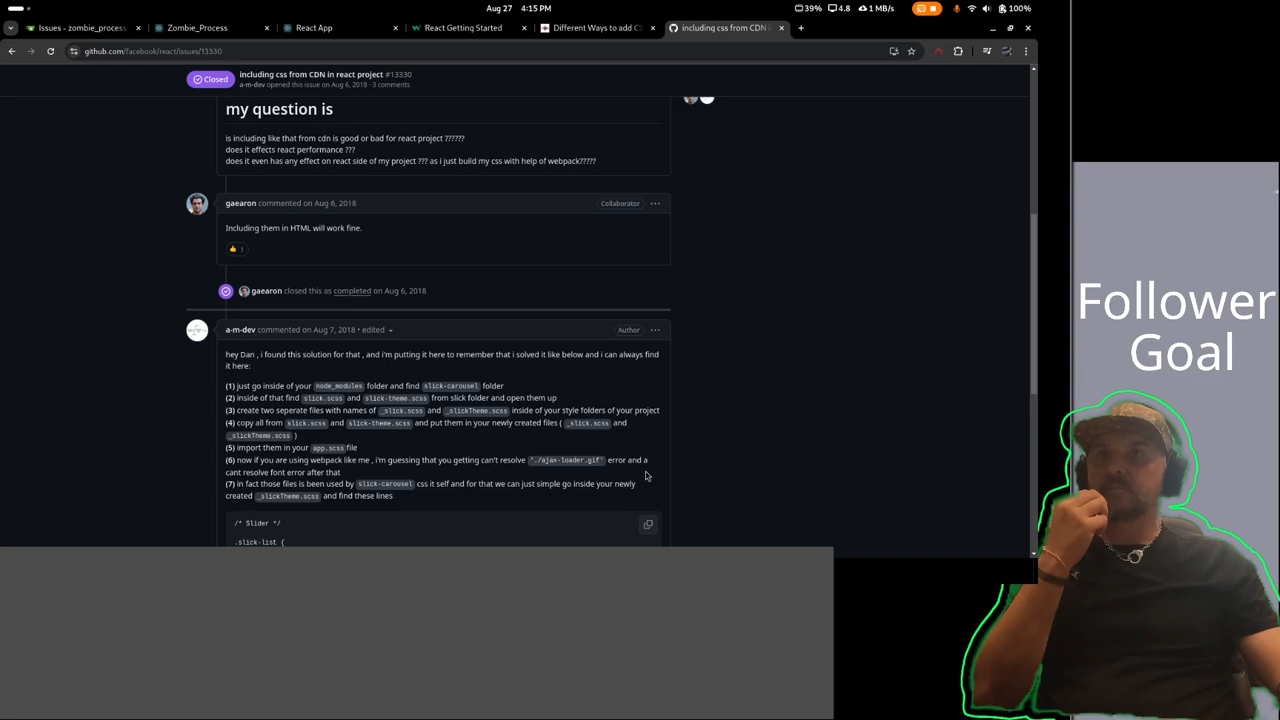 Aug 27 4:15 PM
39% 4.8 1 MB/s 100%
Issues - zombie_process
Zombie_Process
React App
React Getting Started
Different Ways to add CS
including css from CDN in
github.com/facebook/react/issues/13330
Closed
including css from CDN in react project #13330
a-m-dev opened this issue on Aug 6, 2018 · 3 comments
my question is
is including like that from cdn is good or bad for react project ??????
does it effects react performance ???
does it even has any effect on react side of my project ??? as i just build my css with help of webpack?????
gaearon commented on Aug 6, 2018
Collaborator
Including them in HTML will work fine.
👍 1
gaearon closed this as completed on Aug 6, 2018
a-m-dev commented on Aug 7, 2018 • edited
Author
hey Dan , i found this solution for that , and i'm putting it here to remember that i solved it like below and i can always find
it here:
(1) just go inside of your node_modules folder and find slick-carousel folder
(2) inside of that find slick.scss and slick-theme.scss from slick folder and open them up
(3) create two seperate files with names of _slick.scss and _slickTheme.scss inside of your style folders of your project
(4) copy all from slick.scss and slick-theme.scss and put them in your newly created files ( _slick.scss and
_slickTheme.scss )
(5) import them in your app.scss file
(6) now if you are using webpack like me , i'm guessing that you getting can't resolve './ajax-loader.gif' error and a
cant resolve font error after that
(7) in fact those files is been used by slick-carousel css it self and for that we can just simple go inside your newly
created _slickTheme.scss and find these lines
/* Slider */
.slick-list {
Follower
Goal